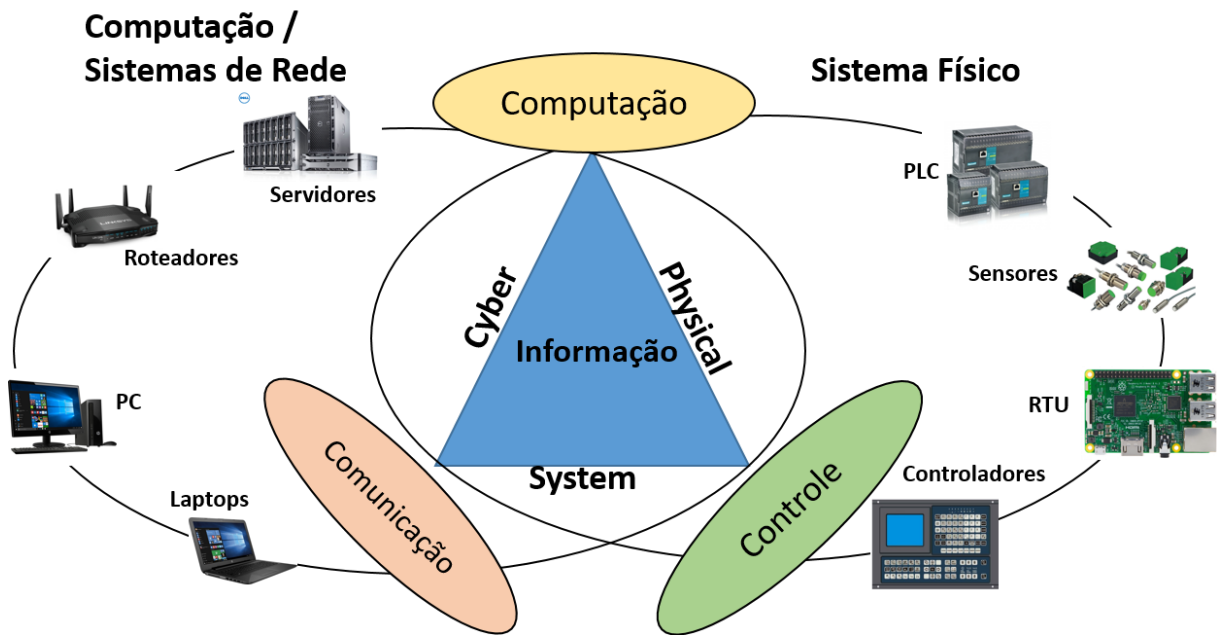 Computação /
Sistemas de Rede
Sistema Físico
Computação
DELL
Servidores
PLC
Roteadores
Sensores
Cyber
Physical
Informação
PC
RTU
System
Controladores
Laptops
Comunicação
Controle